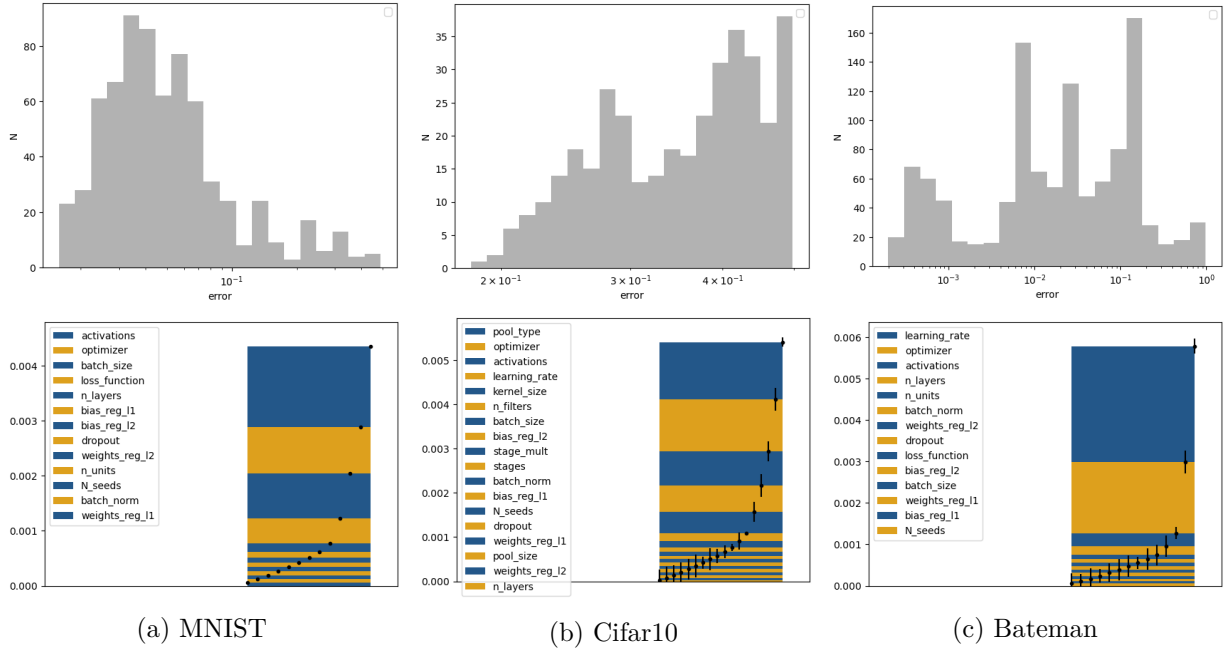 80
60
40
20
0
N
10⁻¹
error
35
30
25
20
15
10
5
0
N
2 × 10⁻¹
3 × 10⁻¹
4 × 10⁻¹
error
160
140
120
100
80
60
40
20
0
N
10⁻³
10⁻²
10⁻¹
10⁰
error
0.004
0.003
0.002
0.001
0.000
activations
optimizer
batch_size
loss_function
n_layers
bias_reg_l1
bias_reg_l2
dropout
weights_reg_l2
n_units
N_seeds
batch_norm
weights_reg_l1
0.005
0.004
0.003
0.002
0.001
0.000
pool_type
optimizer
activations
learning_rate
kernel_size
n_filters
batch_size
bias_reg_l2
stage_mult
stages
batch_norm
bias_reg_l1
N_seeds
dropout
weights_reg_l1
pool_size
weights_reg_l2
n_layers
0.006
0.005
0.004
0.003
0.002
0.001
0.000
learning_rate
optimizer
activations
n_layers
n_units
batch_norm
weights_reg_l2
dropout
loss_function
bias_reg_l2
batch_size
weights_reg_l1
bias_reg_l1
N_seeds
(a) MNIST
(b) Cifar10
(c) Bateman